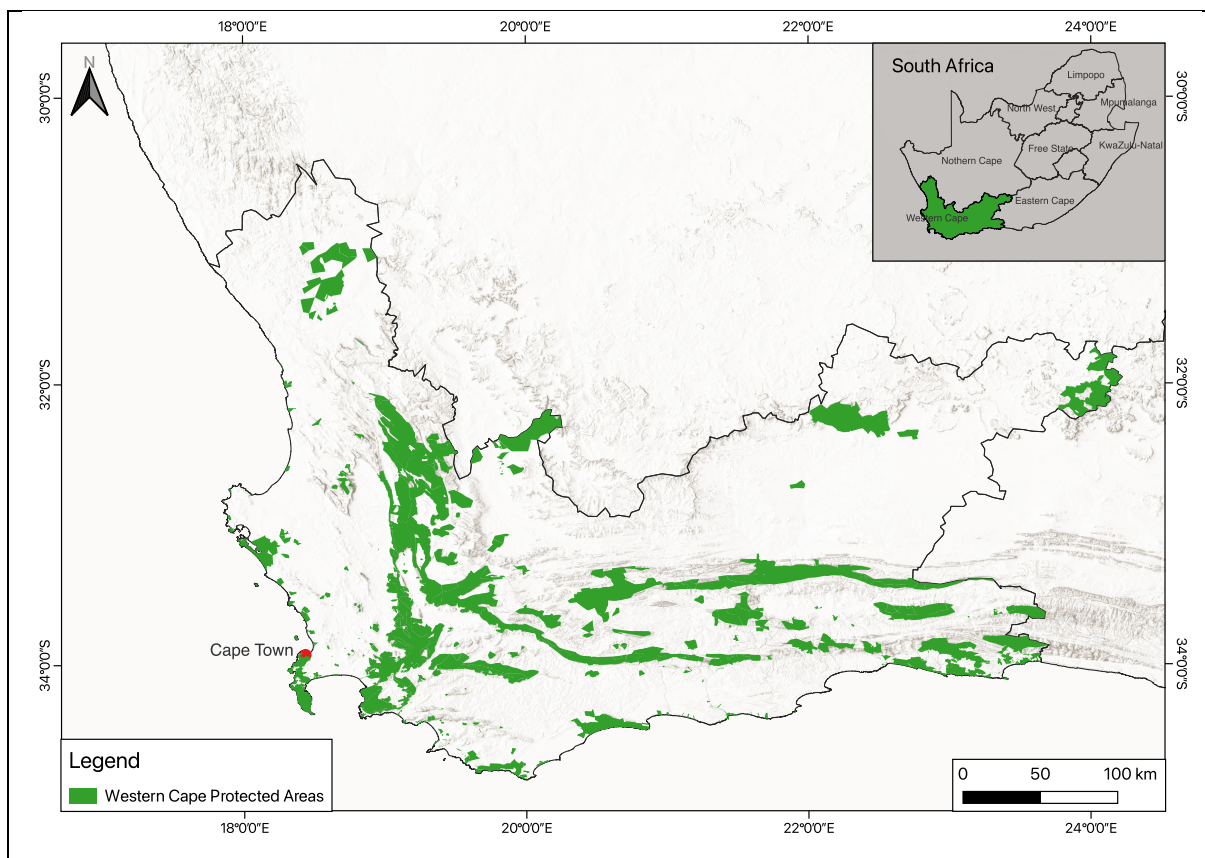 18°0'0"E 20°0'0"E 22°0'0"E 24°0'0"E
N
South Africa
Limpopo
North West
Mpumalanga
Free State
KwaZulu-Natal
Nothern Cape
Eastern Cape
Western Cape
30°0'0"S
30°0'0"S
32°0'0"S
32°0'0"S
Cape Town
34°0'0"S
34°0'0"S
Legend
Western Cape Protected Areas
0 50 100 km
18°0'0"E 20°0'0"E 22°0'0"E 24°0'0"E